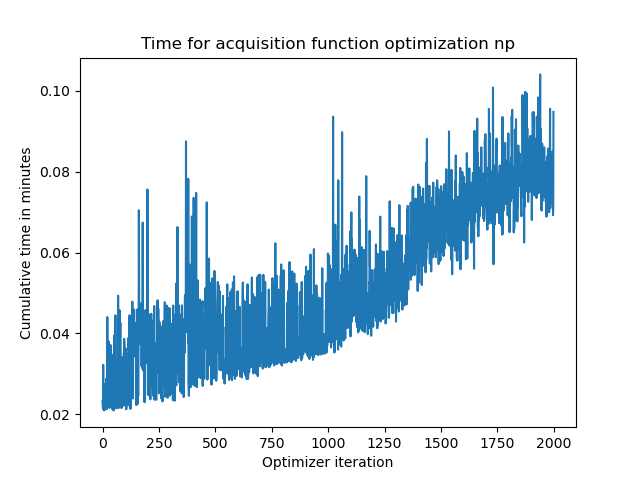 Time for acquisition function optimization np
Cumulative time in minutes
0.10
0.08
0.06
0.04
0.02
0 250 500 750 1000 1250 1500 1750 2000
Optimizer iteration